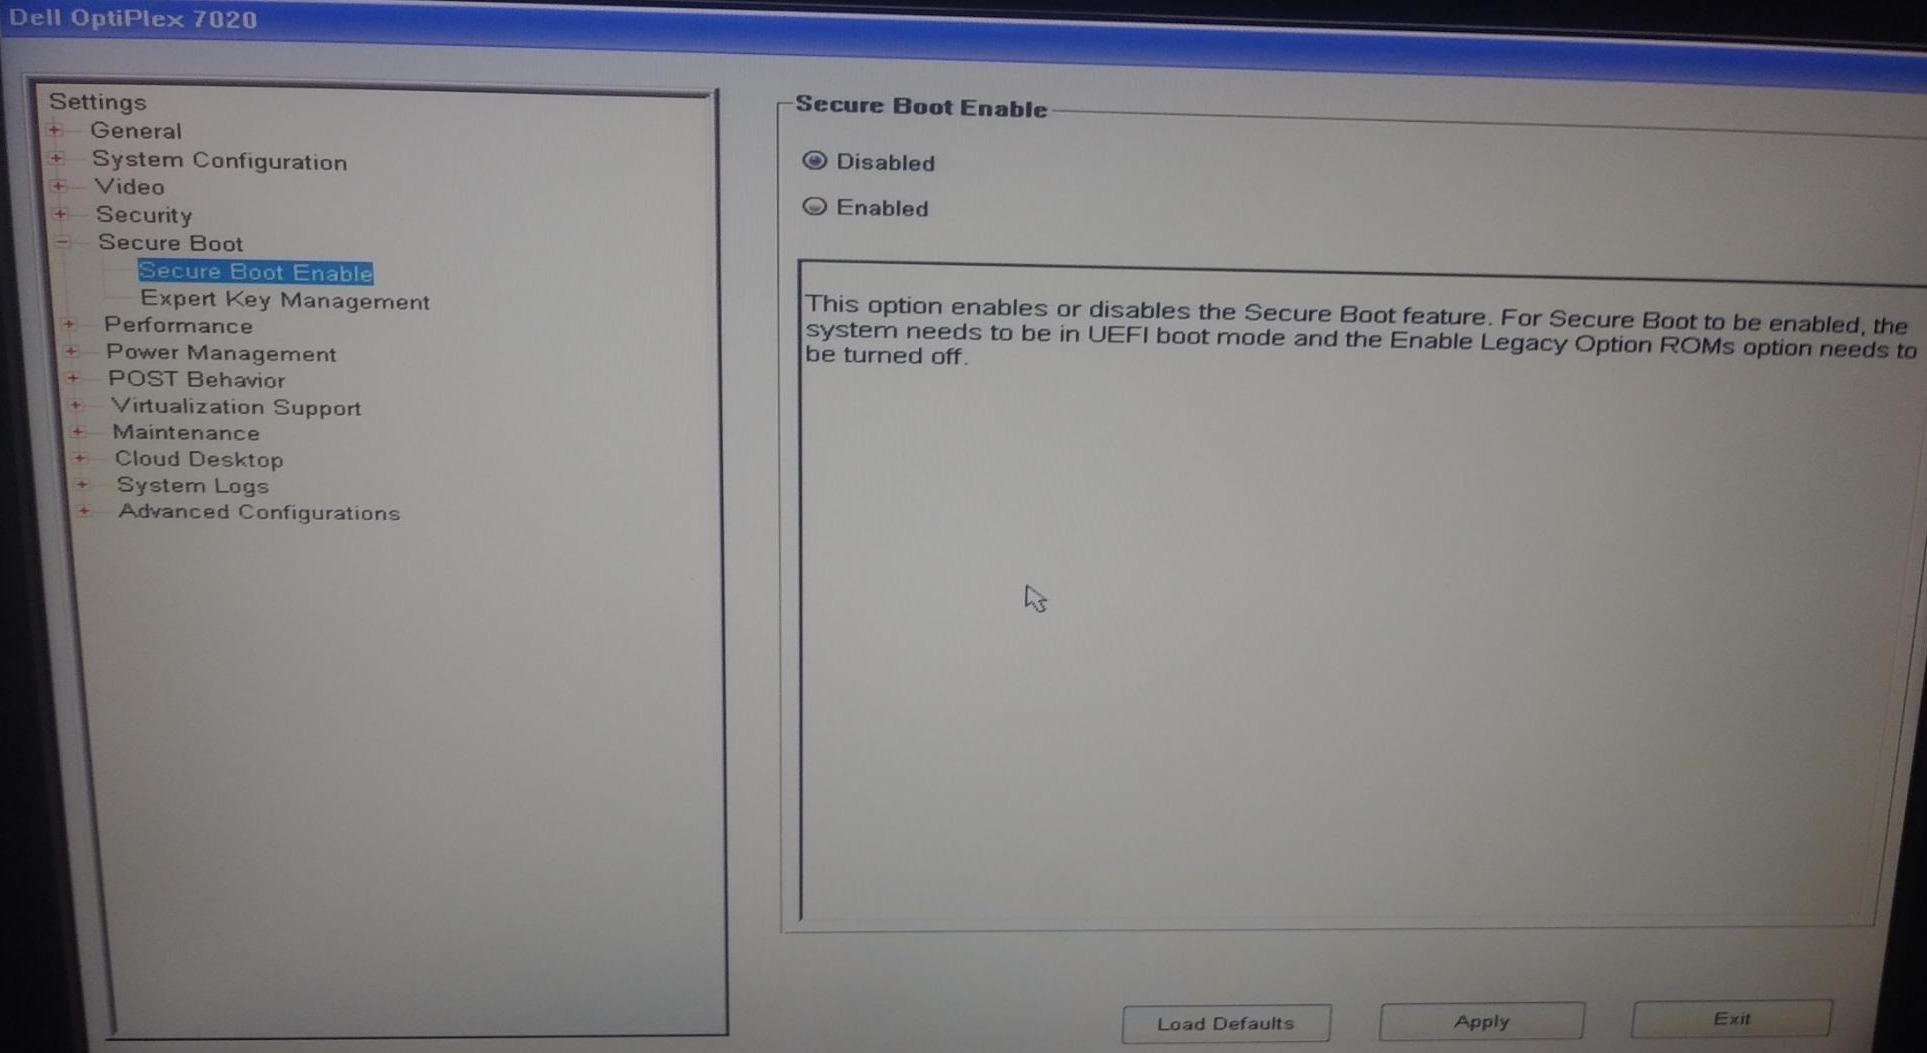 Dell OptiPlex 7020
Settings
General
System Configuration
Video
Security
Secure Boot
Secure Boot Enable
Expert Key Management
Performance
Power Management
POST Behavior
Virtualization Support
Maintenance
Cloud Desktop
System Logs
Advanced Configurations
Secure Boot Enable
Disabled
Enabled
This option enables or disables the Secure Boot feature. For Secure Boot to be enabled, the
system needs to be in UEFI boot mode and the Enable Legacy Option ROMs option needs to
be turned off.
Load Defaults
Apply
Exit